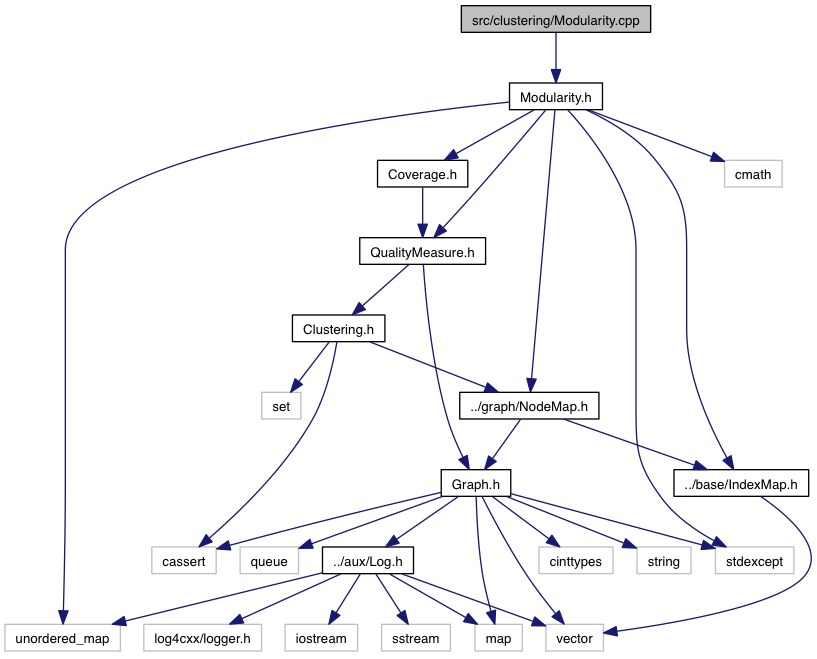 src/clustering/Modularity.cpp
Modularity.h
Coverage.h
cmath
QualityMeasure.h
Clustering.h
set
../graph/NodeMap.h
Graph.h
../base/IndexMap.h
cassert
queue
../aux/Log.h
cinttypes
string
stdexcept
unordered_map
log4cxx/logger.h
iostream
sstream
map
vector